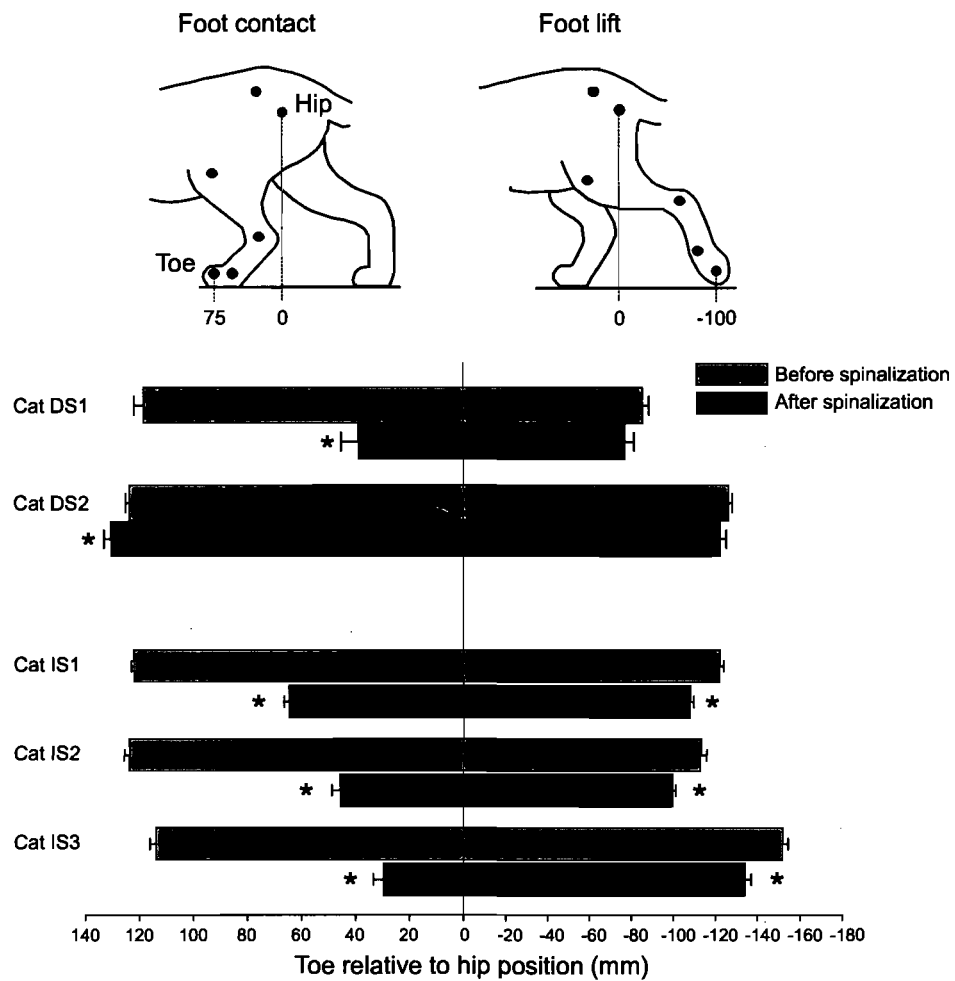 Foot contact
Foot lift
Hip
Toe
75
0
0
-100
Before spinalization
After spinalization
Cat DS1
*
Cat DS2
*
Cat IS1
* *
Cat IS2
* *
Cat IS3
* *
140 120 100 80 60 40 20 0 -20 -40 -60 -80 -100 -120 -140 -160 -180
Toe relative to hip position (mm)